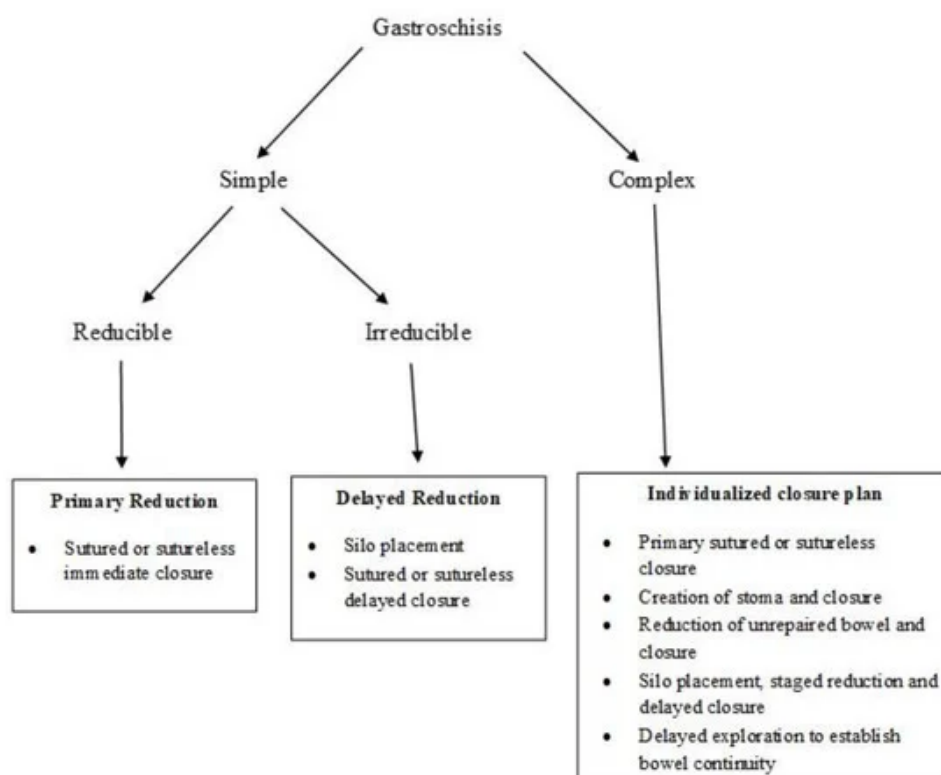 Gastroschisis
Simple
Complex
Reducible
Irreducible
Primary Reduction
• Sutured or sutureless
immediate closure
Delayed Reduction
• Silo placement
• Sutured or sutureless
delayed closure
Individualized closure plan
• Primary sutured or sutureless
closure
• Creation of stoma and closure
• Reduction of unrepaired bowel and
closure
• Silo placement, staged reduction and
delayed closure
• Delayed exploration to establish
bowel continuity